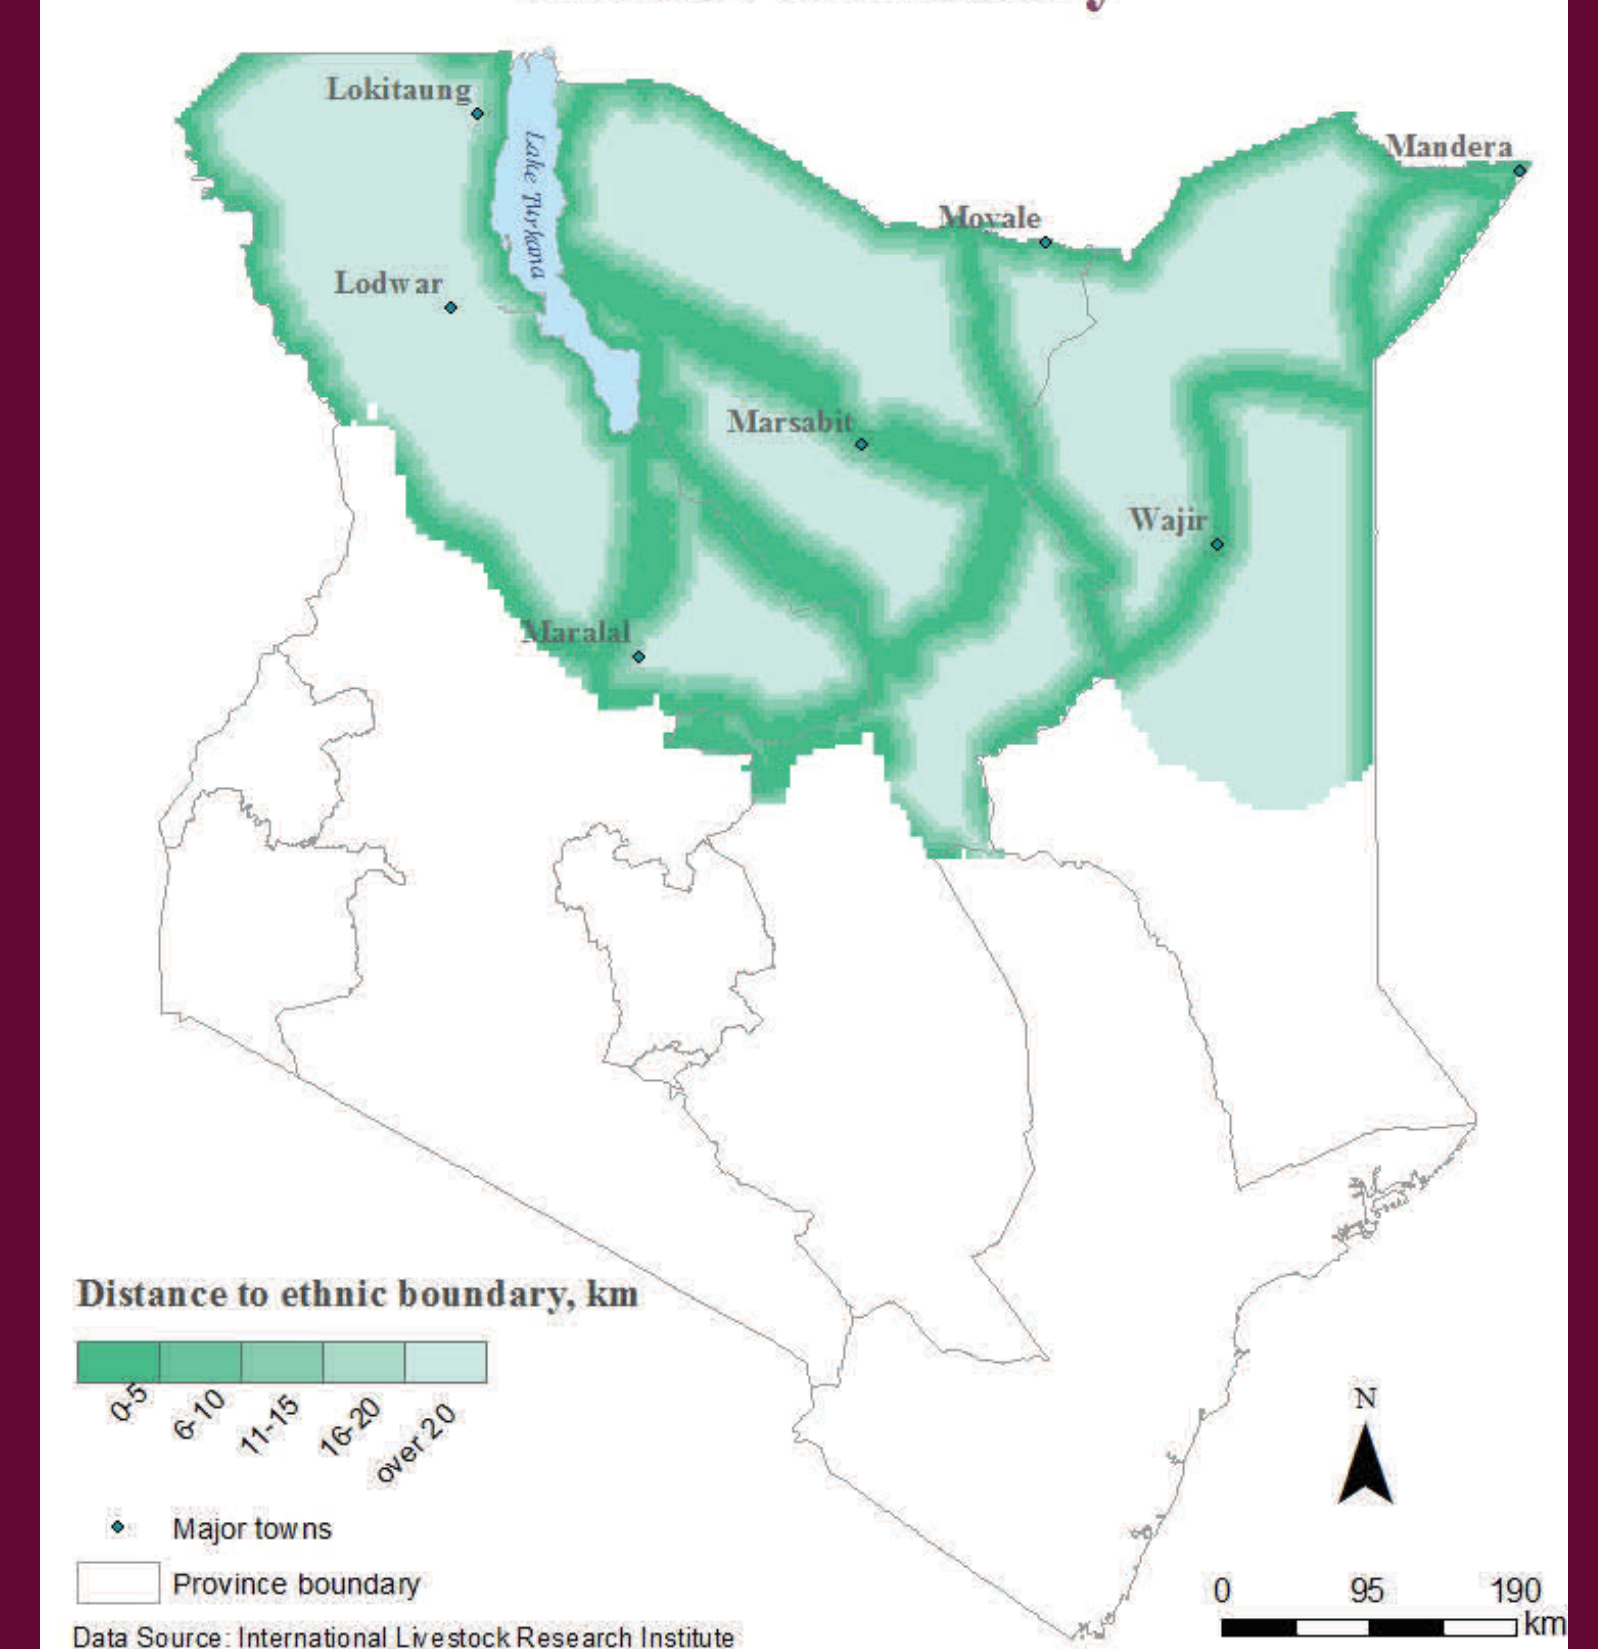 Lokitaung
Mandera
Lake Turkana
Moyale
Lodwar
Marsabit
Wajir
Maralal
Distance to ethnic boundary, km
0-5
6-10
11-15
16-20
over 20
Major towns
Province boundary
Data Source: International Livestock Research Institute
N
0 95 190
km